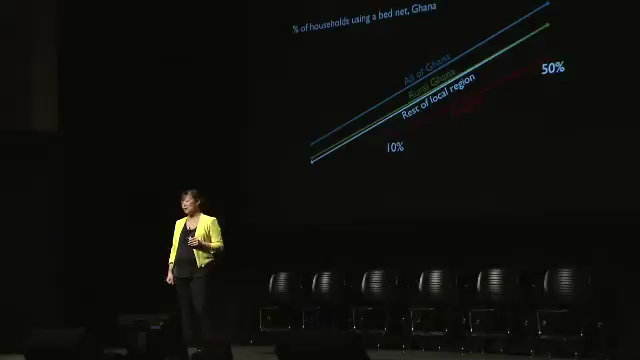 % of households using a bed net, Ghana
All of Ghana
Rural Ghana
Rest of local region
50%
10%